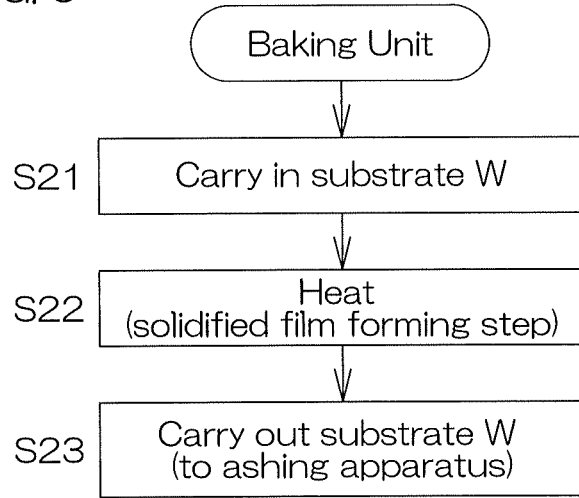 Baking Unit
S21
Carry in substrate W
S22
Heat
(solidified film forming step)
S23
Carry out substrate W
(to ashing apparatus)